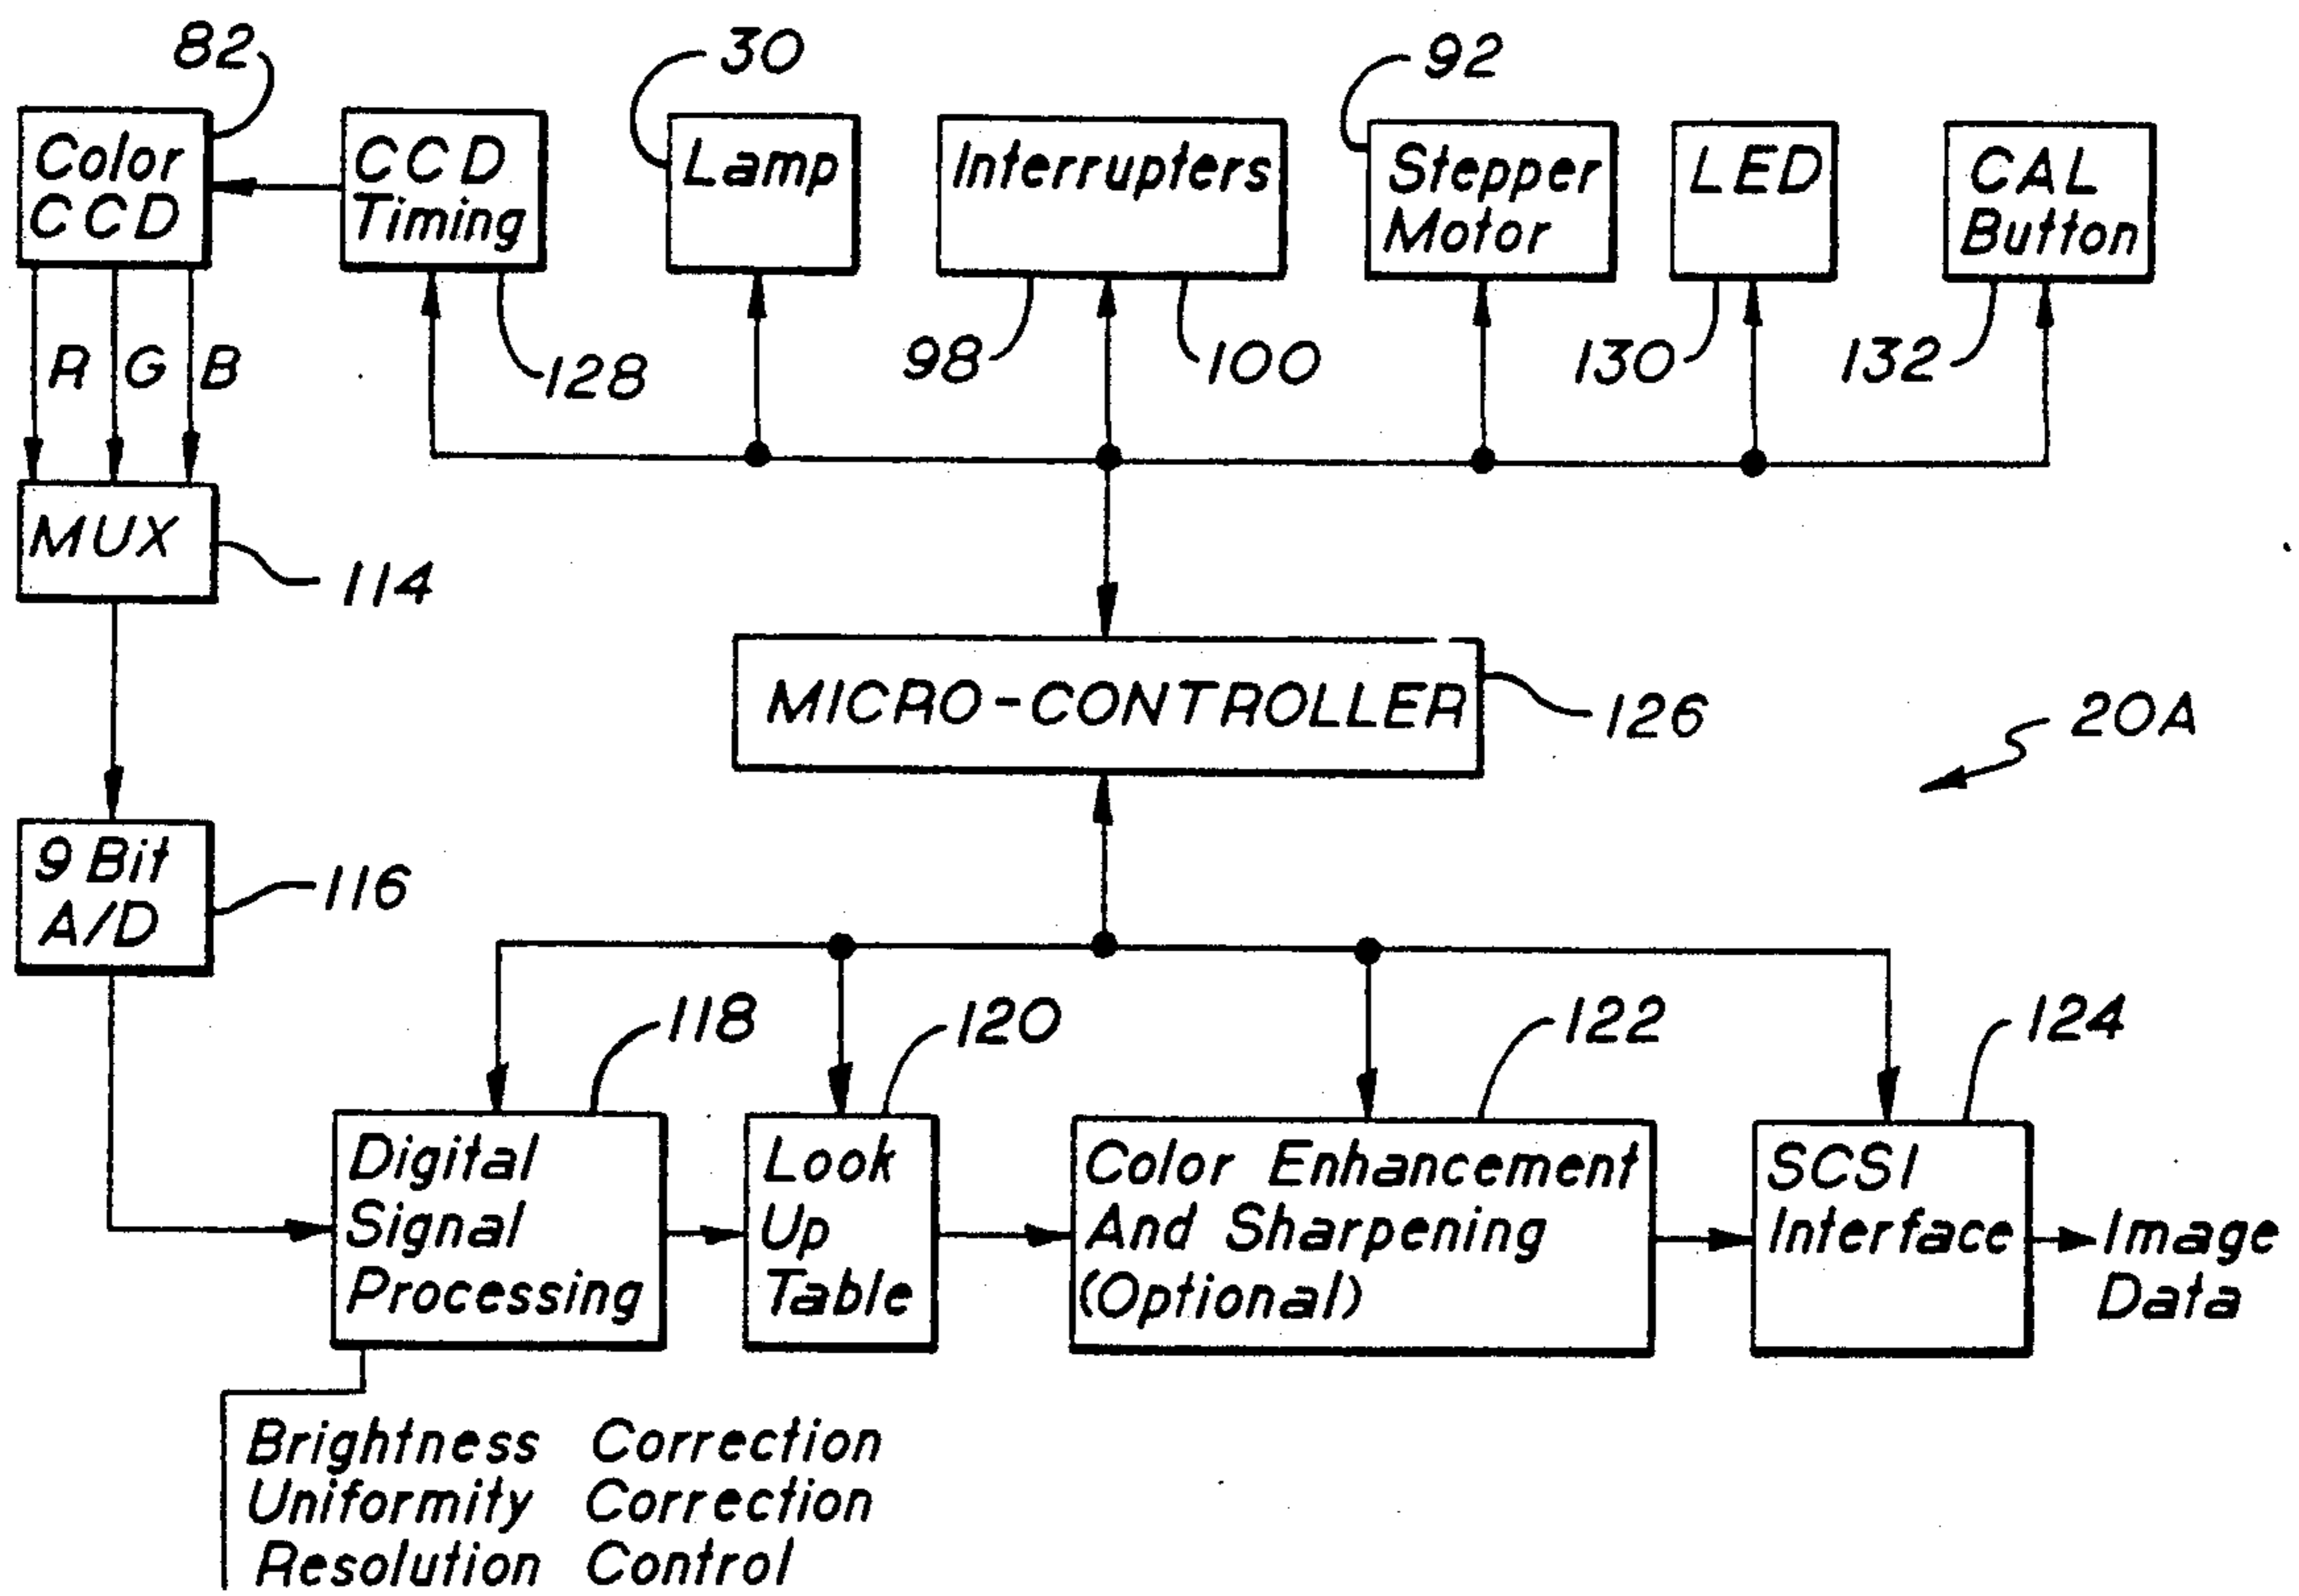 82
30
92
Color
CCD
CCD
Timing
Lamp
Interrupters
Stepper
Motor
LED
CAL
Button
R G B
128
98
100
130
132
MUX
114
MICRO-CONTROLLER
126
20A
9 Bit
A/D
116
118
120
122
124
Digital
Signal
Processing
Look
Up
Table
Color Enhancement
And Sharpening
(Optional)
SCSI
Interface
Image
Data
Brightness Correction
Uniformity Correction
Resolution Control